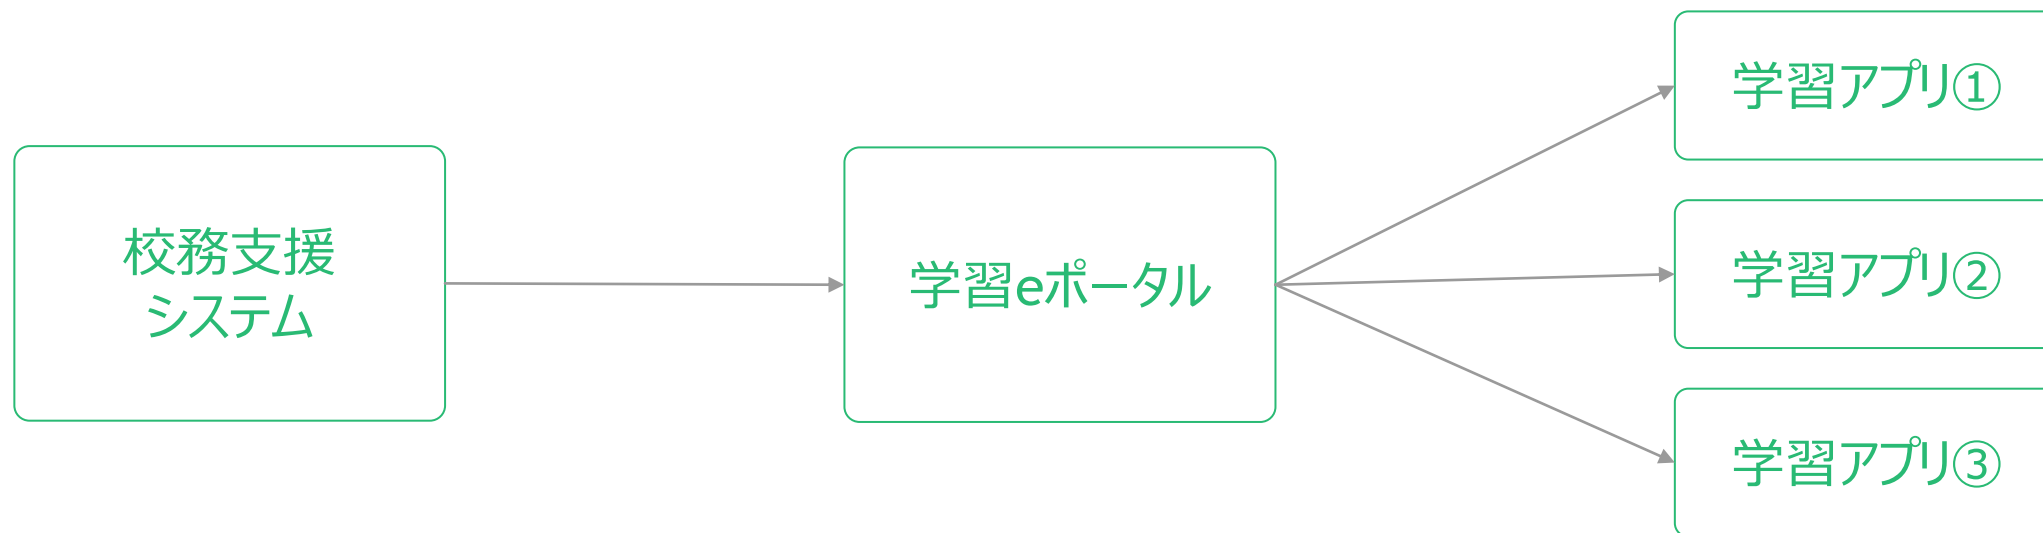 校務支援
システム
学習eポータル
学習アプリ①
学習アプリ②
学習アプリ③